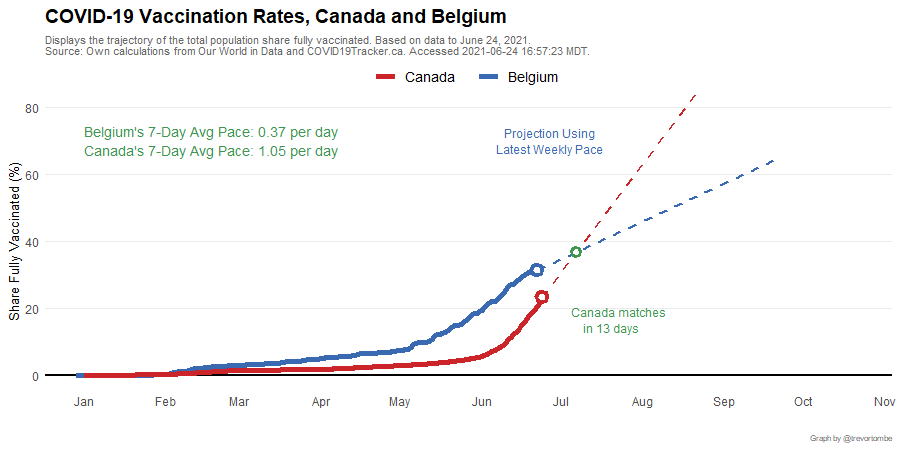 COVID-19 Vaccination Rates, Canada and Belgium
Displays the trajectory of the total population share fully vaccinated. Based on data to June 24, 2021.
Source: Own calculations from Our World in Data and COVID19Tracker.ca. Accessed 2021-06-24 16:57:23 MDT.
Canada
Belgium
80
Belgium's 7-Day Avg Pace: 0.37 per day
Canada's 7-Day Avg Pace: 1.05 per day
Projection Using
Latest Weekly Pace
60
Share Fully Vaccinated (%)
40
20
Canada matches
in 13 days
0
Jan Feb Mar Apr May Jun Jul Aug Sep Oct Nov
Graph by @trevortombe